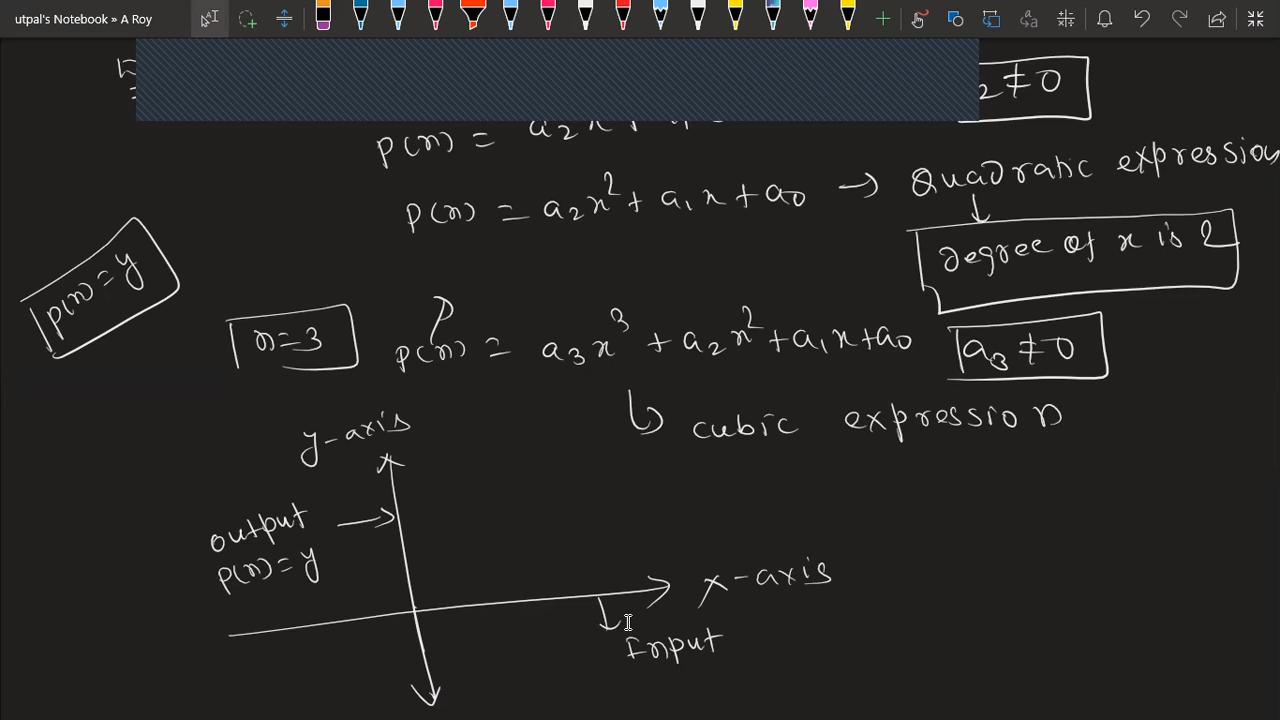 utpal's Notebook » A Roy
a₂ ≠ 0
p(x) =
p(x) = a₂x² + a₁x + a₀ → Quadratic expression
Degree of x is 2
p(x) = y
n=3 p(x) = a₃x³ + a₂x² + a₁x + a₀ a₃ ≠ 0
cubic expression
y-axis
output
p(x) = y
x-axis
Input